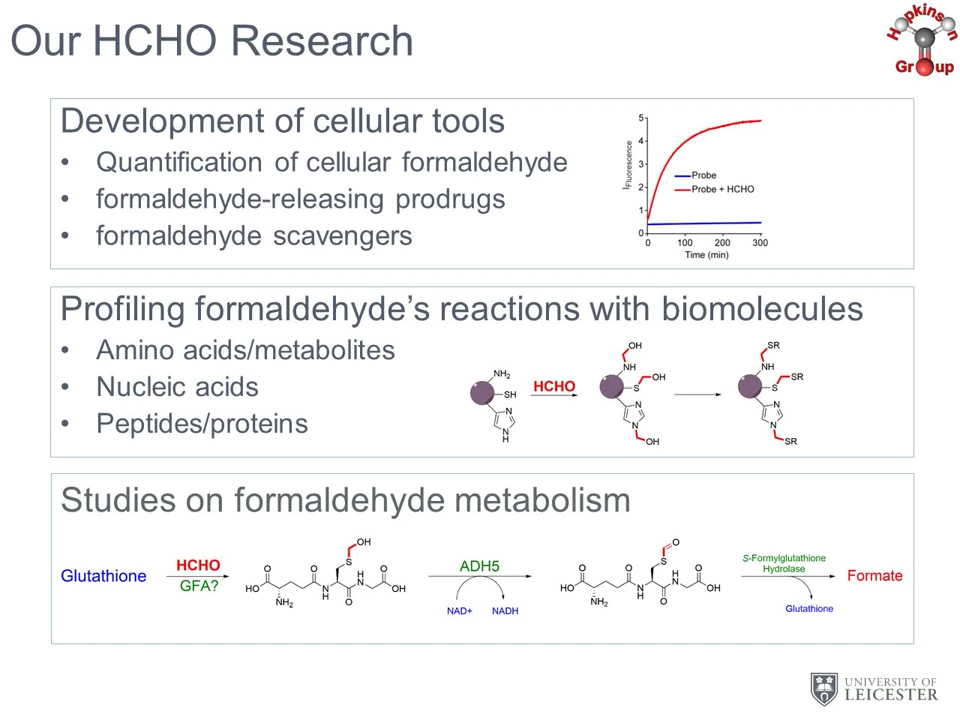 Our HCHO Research
Hopkinson
Group
Development of cellular tools
• Quantification of cellular formaldehyde
• formaldehyde-releasing prodrugs
• formaldehyde scavengers
IFluorescence
5
4
3
2
1
0
Probe
Probe + HCHO
0 100 200 300
Time (min)
Profiling formaldehyde's reactions with biomolecules
• Amino acids/metabolites
• Nucleic acids
• Peptides/proteins
NH2
SH
N
N
H
HCHO
OH
NH
OH
S
N
N
OH
SR
NH
SR
S
N
N
SR
Studies on formaldehyde metabolism
Glutathione
HCHO
GFA?
OH
S
O O H O
HO N N OH
NH2 H O
ADH5
NAD+ NADH
O
S
O O H O
HO N N OH
NH2 H O
S-Formylglutathione
Hydrolase
Glutathione
Formate
UNIVERSITY OF
LEICESTER